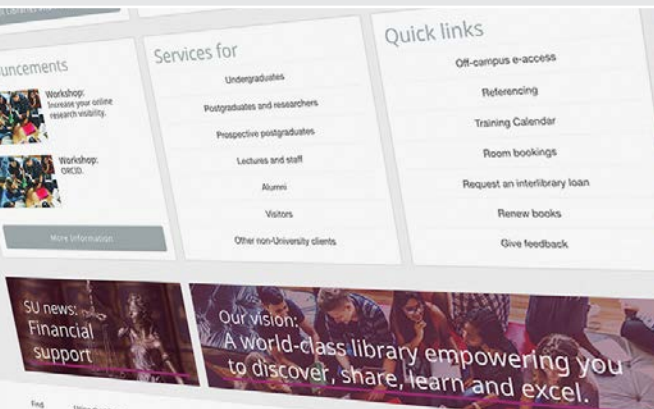 uncements
Workshop:
Increase your online
research visibility.
Workshop:
ORCID.
More Information
Services for
Undergraduates
Postgraduates and researchers
Prospective postgraduates
Lectures and staff
Alumni
Visitors
Other non-University clients
Quick links
Off-campus e-access
Referencing
Training Calendar
Room bookings
Request an interlibrary loan
Renew books
Give feedback
SU news:
Financial
support
Our vision:
A world-class library empowering you
to discover, share, learn and excel.
Find